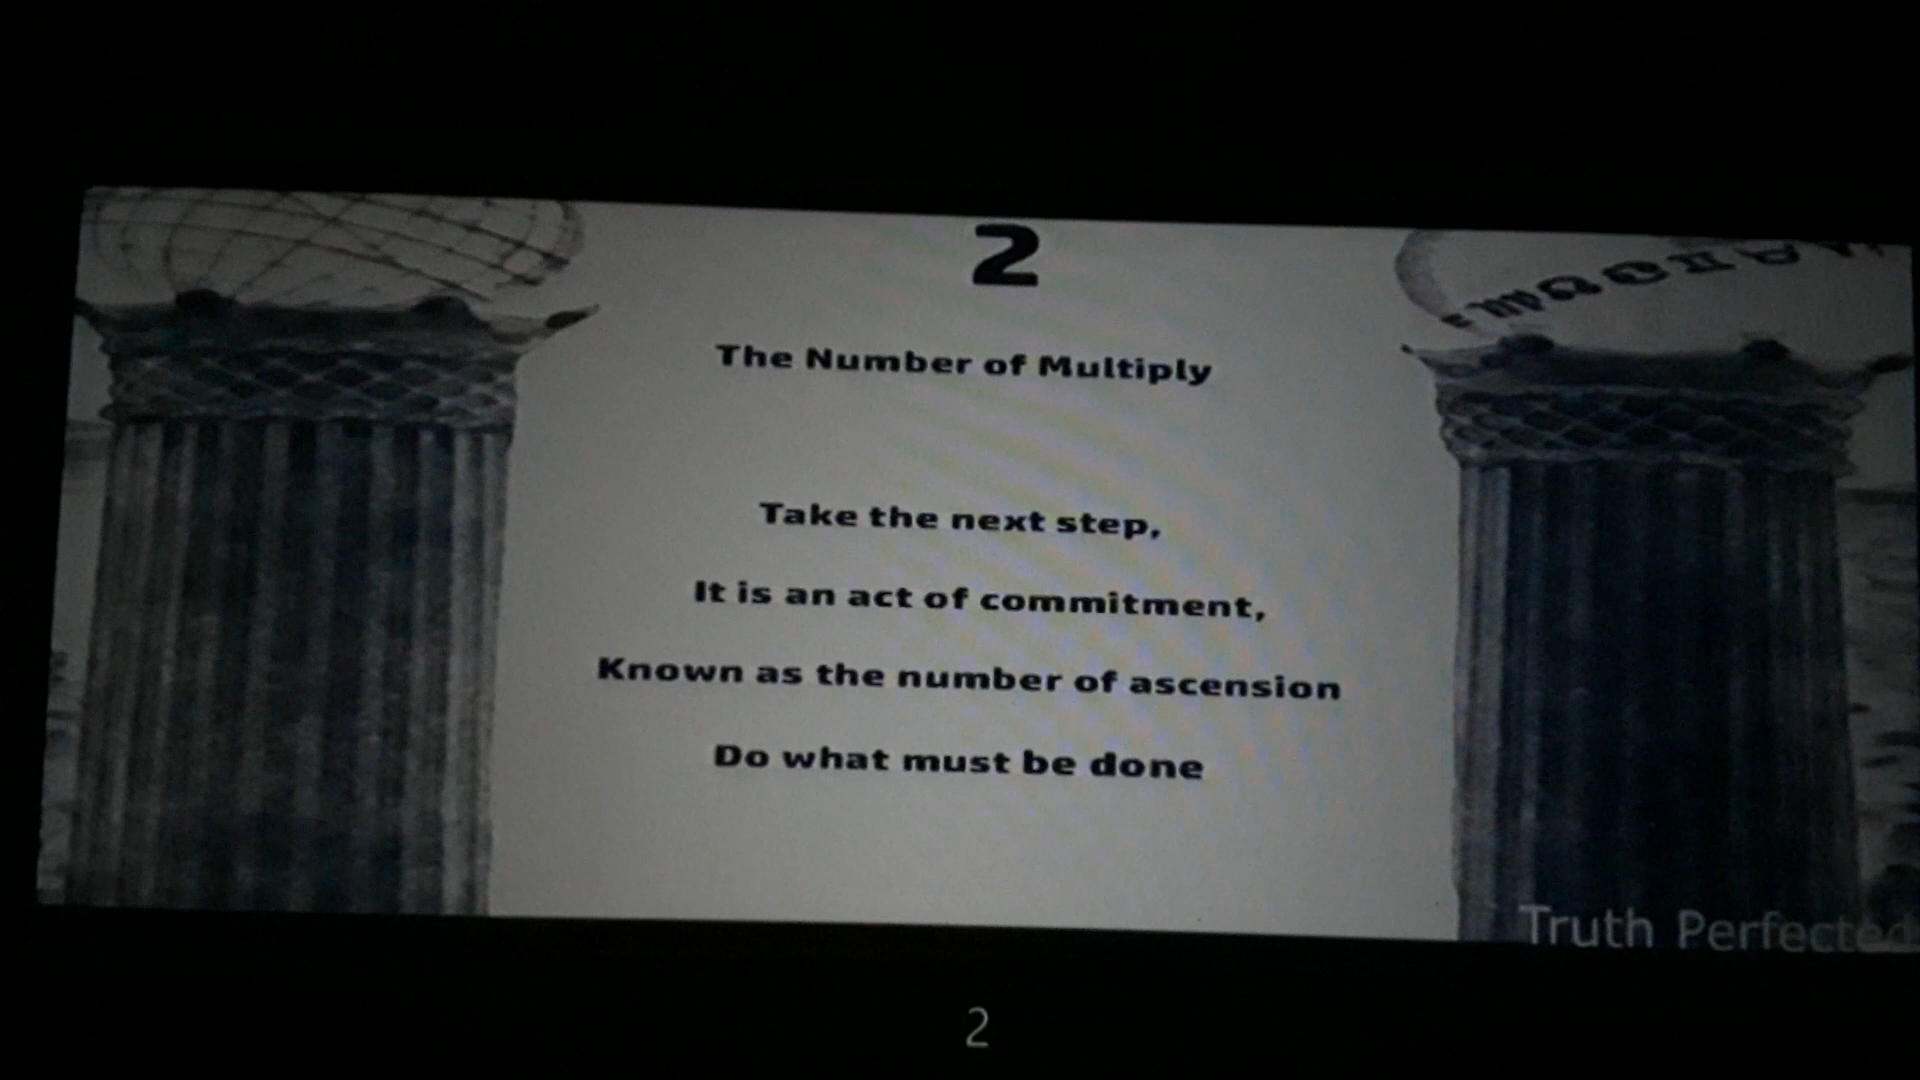 2
The Number of Multiply
Take the next step,
It is an act of commitment,
Known as the number of ascension
Do what must be done
Truth Perfected
2